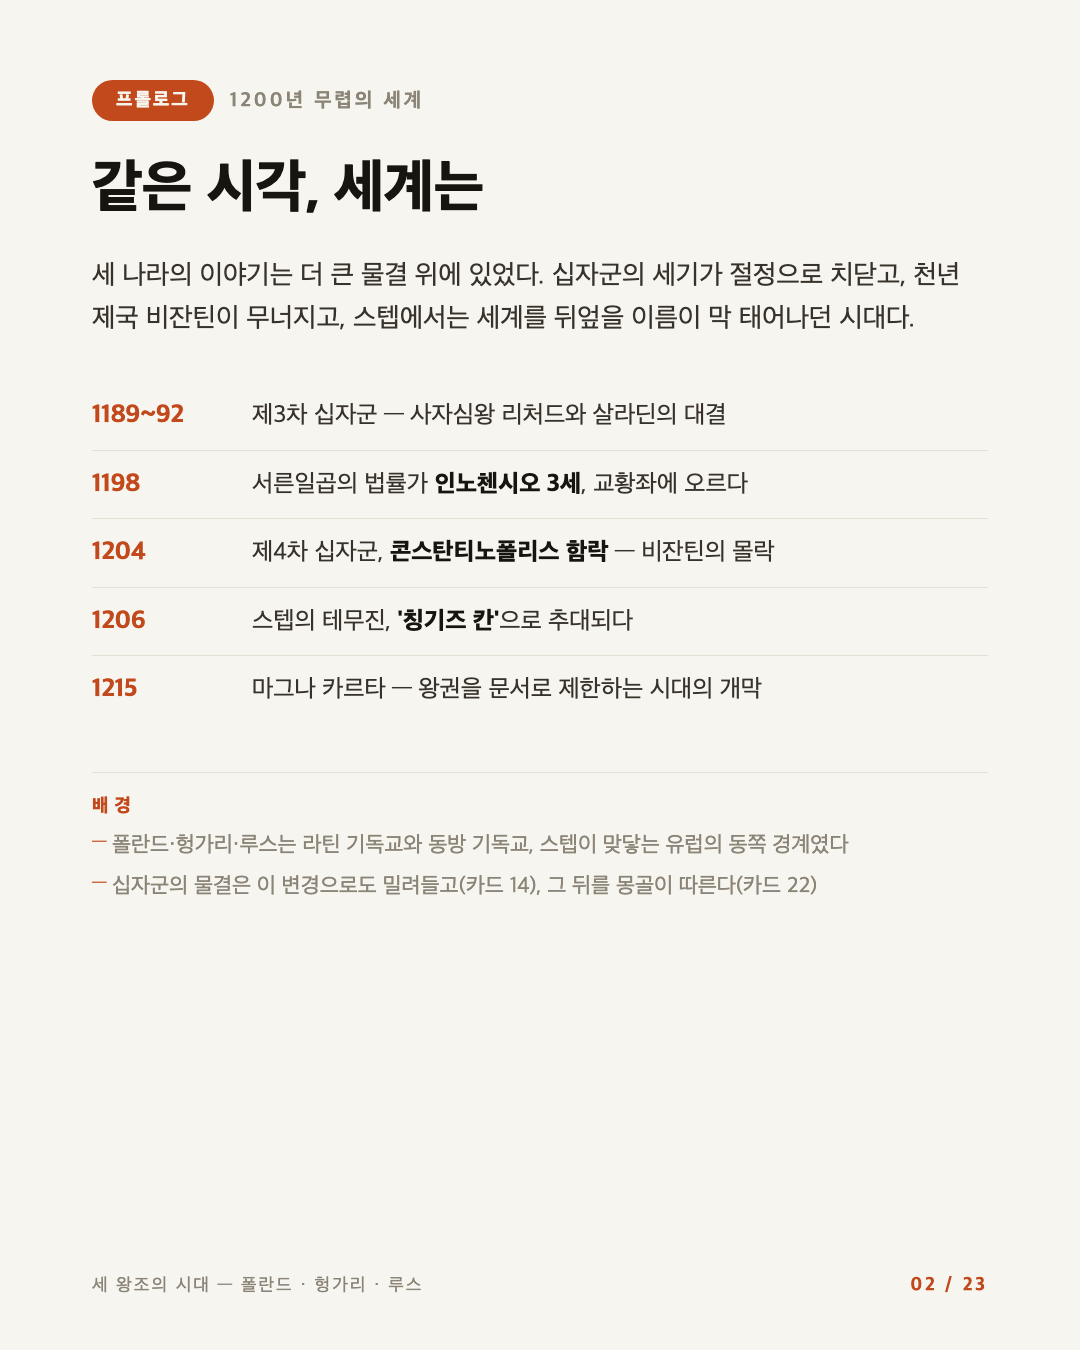 프롤로그 1200년 무렵의 세계
같은 시각, 세계는
세 나라의 이야기는 더 큰 물결 위에 있었다. 십자군의 세기가 절정으로 치닫고, 천년
제국 비잔틴이 무너지고, 스텝에서는 세계를 뒤엎을 이름이 막 태어나던 시대다.
1189~92 제3차 십자군 — 사자심왕 리처드와 살라딘의 대결
1198 서른일곱의 법률가 인노첸시오 3세, 교황좌에 오르다
1204 제4차 십자군, 콘스탄티노폴리스 함락 — 비잔틴의 몰락
1206 스텝의 테무진, '칭기즈 칸'으로 추대되다
1215 마그나 카르타 — 왕권을 문서로 제한하는 시대의 개막
배경
— 폴란드·헝가리·루스는 라틴 기독교와 동방 기독교, 스텝이 맞닿는 유럽의 동쪽 경계였다
— 십자군의 물결은 이 변경으로도 밀려들고(카드 14), 그 뒤를 몽골이 따른다(카드 22)
세 왕조의 시대 — 폴란드 · 헝가리 · 루스
02 / 23